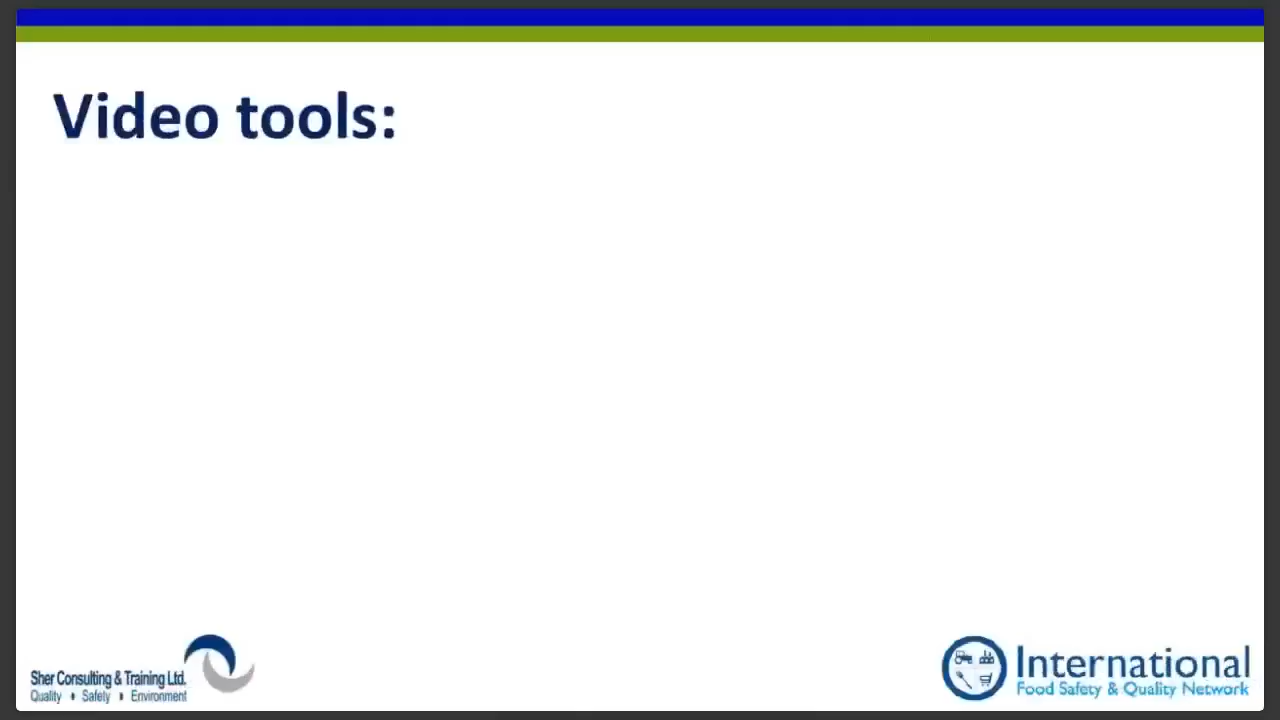 Video tools:
Sher Consulting & Training Ltd.
Quality • Safety • Environment
International
Food Safety & Quality Network